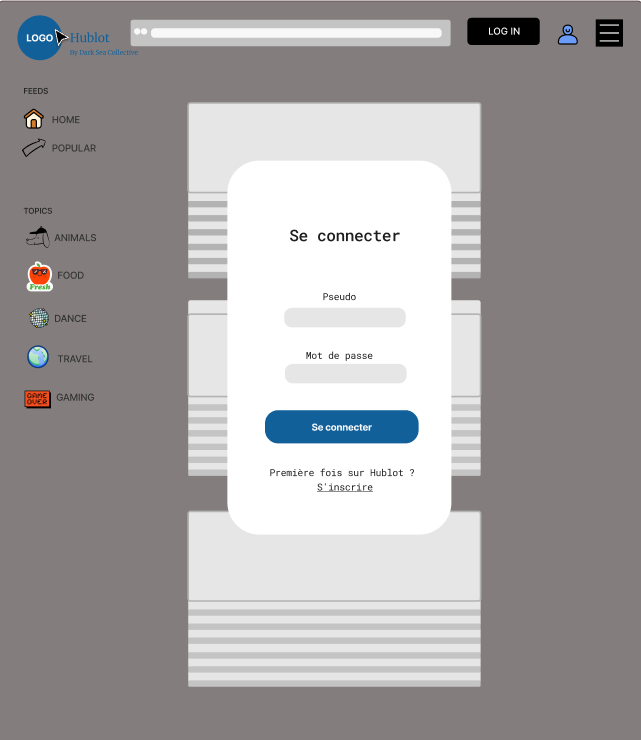 LOGO
Hublot
By Dark Sea Collective
LOG IN
FEEDS
HOME
POPULAR
TOPICS
ANIMALS
FOOD
Fresh
DANCE
TRAVEL
GAME
OVER
GAMING
Se connecter
Pseudo
Mot de passe
Se connecter
Première fois sur Hublot ?
S'inscrire